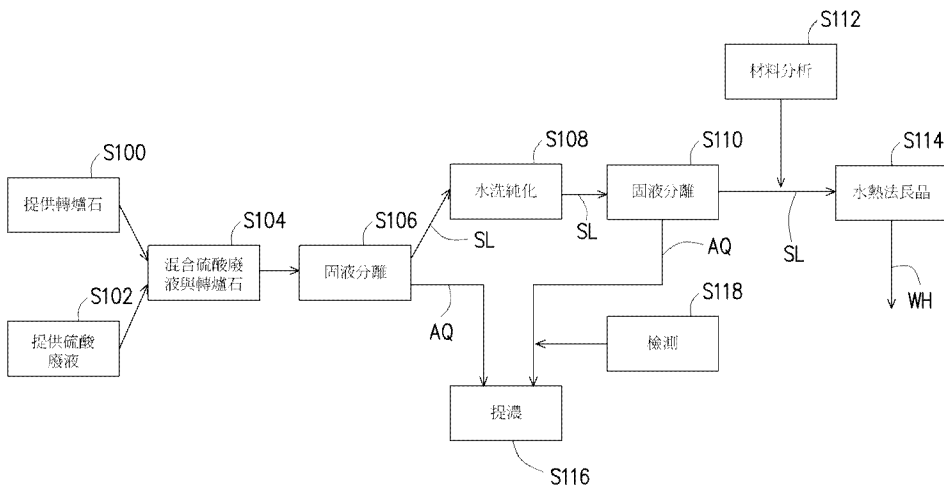 S112
材料分析
S100
提供轉爐石
S108
水洗純化
S110
固液分離
S114
水熱法長晶
S104
混合硫酸廢
液與轉爐石
S106
固液分離
SL
SL
SL
AQ
AQ
WH
S102
提供硫酸
廢液
S118
檢測
提濃
S116